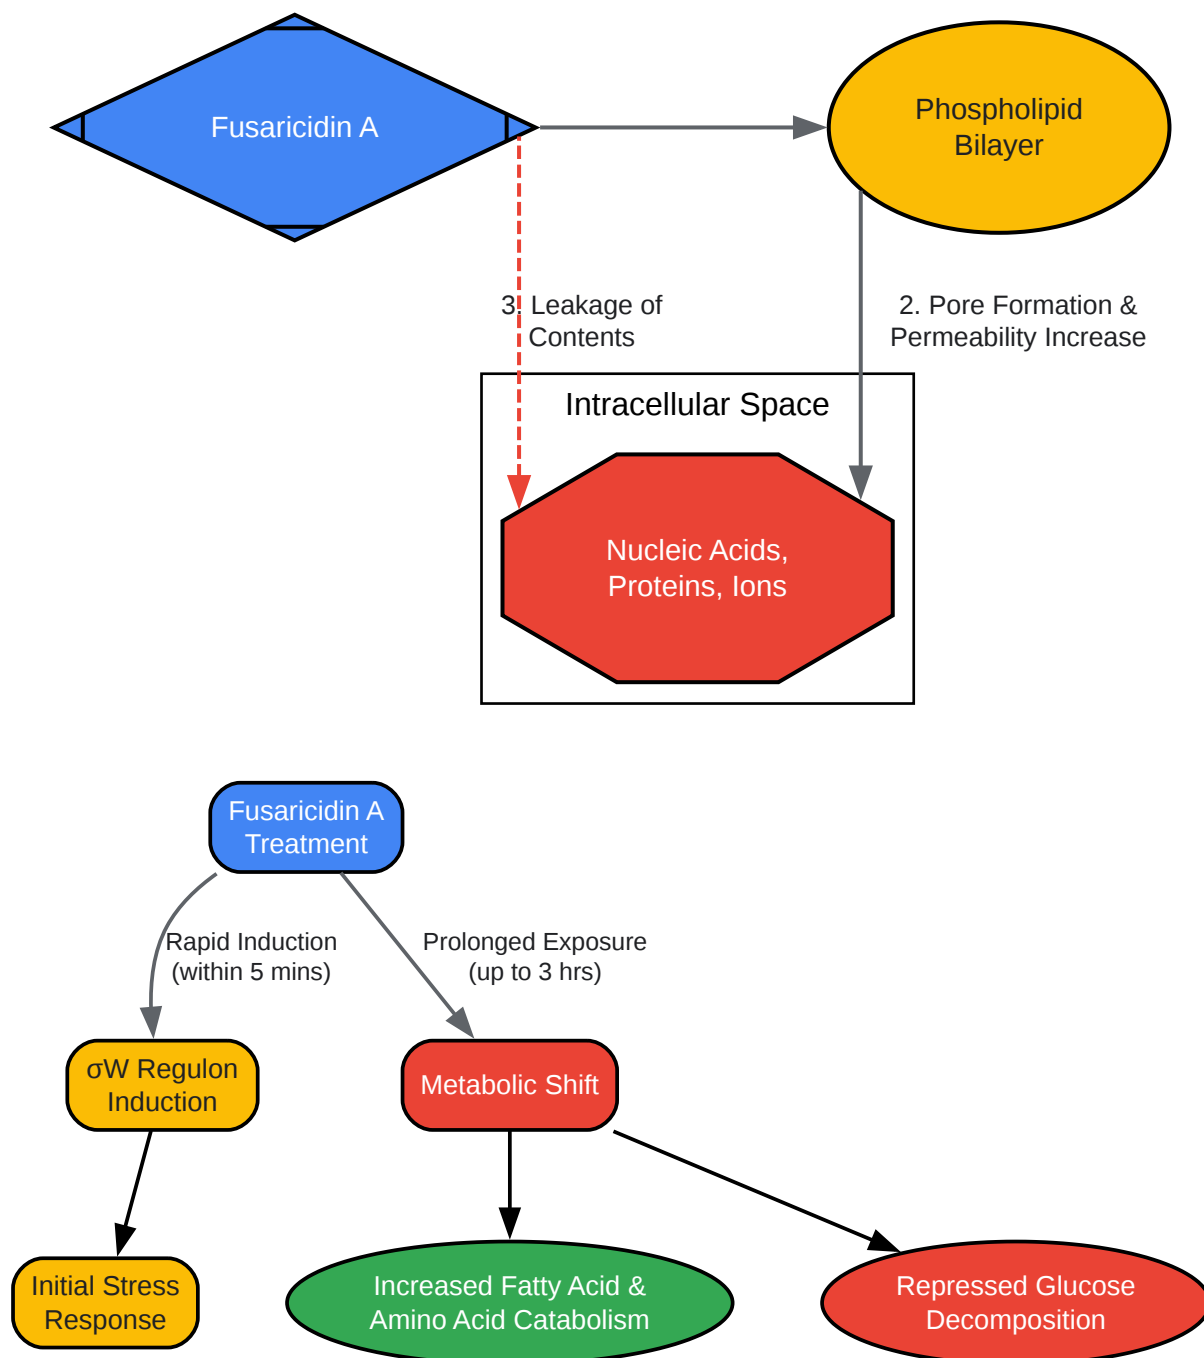 Fusaricidin A
Phospholipid
Bilayer
3. Leakage of
Contents
2. Pore Formation &
Permeability Increase
Intracellular Space
Nucleic Acids,
Proteins, Ions
Fusaricidin A
Treatment
Rapid Induction
(within 5 mins)
Prolonged Exposure
(up to 3 hrs)
σW Regulon
Induction
Metabolic Shift
Initial Stress
Response
Increased Fatty Acid &
Amino Acid Catabolism
Repressed Glucose
Decomposition